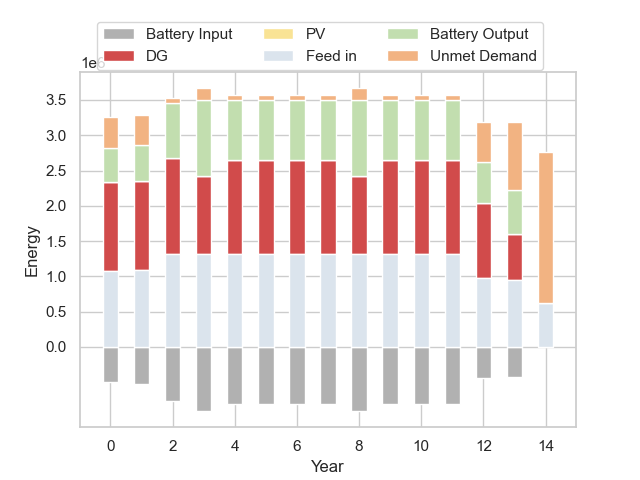 Battery Input PV Battery Output
DG Feed in Unmet Demand
1e6
3.5
3.0
2.5
2.0
1.5
1.0
0.5
0.0
Energy
0 2 4 6 8 10 12 14
Year